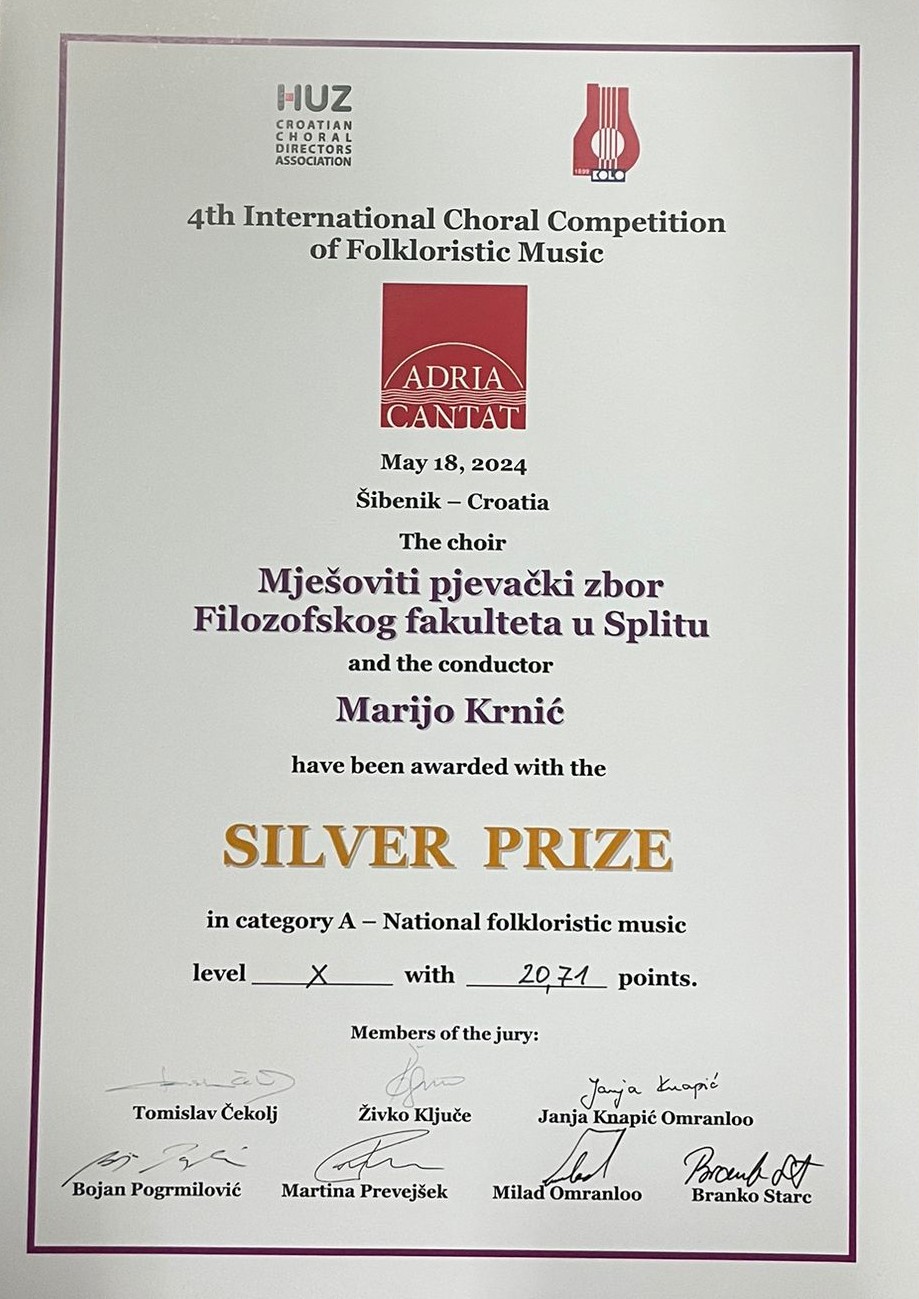 HUZ
CROATIAN
CHORAL
DIRECTORS
ASSOCIATION
1899 KOLO
4th International Choral Competition
of Folkloristic Music
ADRIA
CANTAT
May 18, 2024
Šibenik – Croatia
The choir
Mješoviti pjevački zbor
Filozofskog fakulteta u Splitu
and the conductor
Marijo Krnić
have been awarded with the
SILVER PRIZE
in category A – National folkloristic music
level X with 20,71 points.
Members of the jury:
Janja Knapić
Tomislav Čekolj Živko Ključe Janja Knapić Omranloo
Bojan Pogrmilović Martina Prevejšek Milad Omranloo Branko Starc